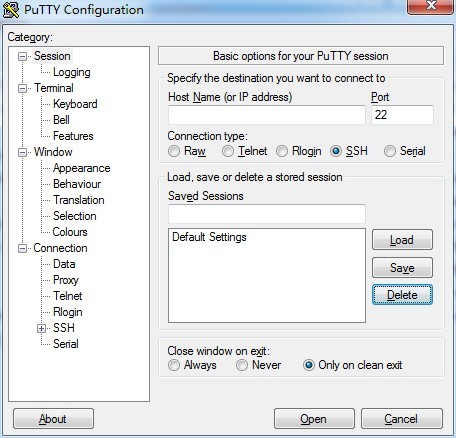 PuTTY Configuration
Category:
Session
Logging
Terminal
Keyboard
Bell
Features
Window
Appearance
Behaviour
Translation
Selection
Colours
Connection
Data
Proxy
Telnet
Rlogin
SSH
Serial
Basic options for your PuTTY session
Specify the destination you want to connect to
Host Name (or IP address) Port
22
Connection type:
Raw Telnet Rlogin SSH Serial
Load, save or delete a stored session
Saved Sessions
Default Settings
Load
Save
Delete
Close window on exit:
Always Never Only on clean exit
About Open Cancel